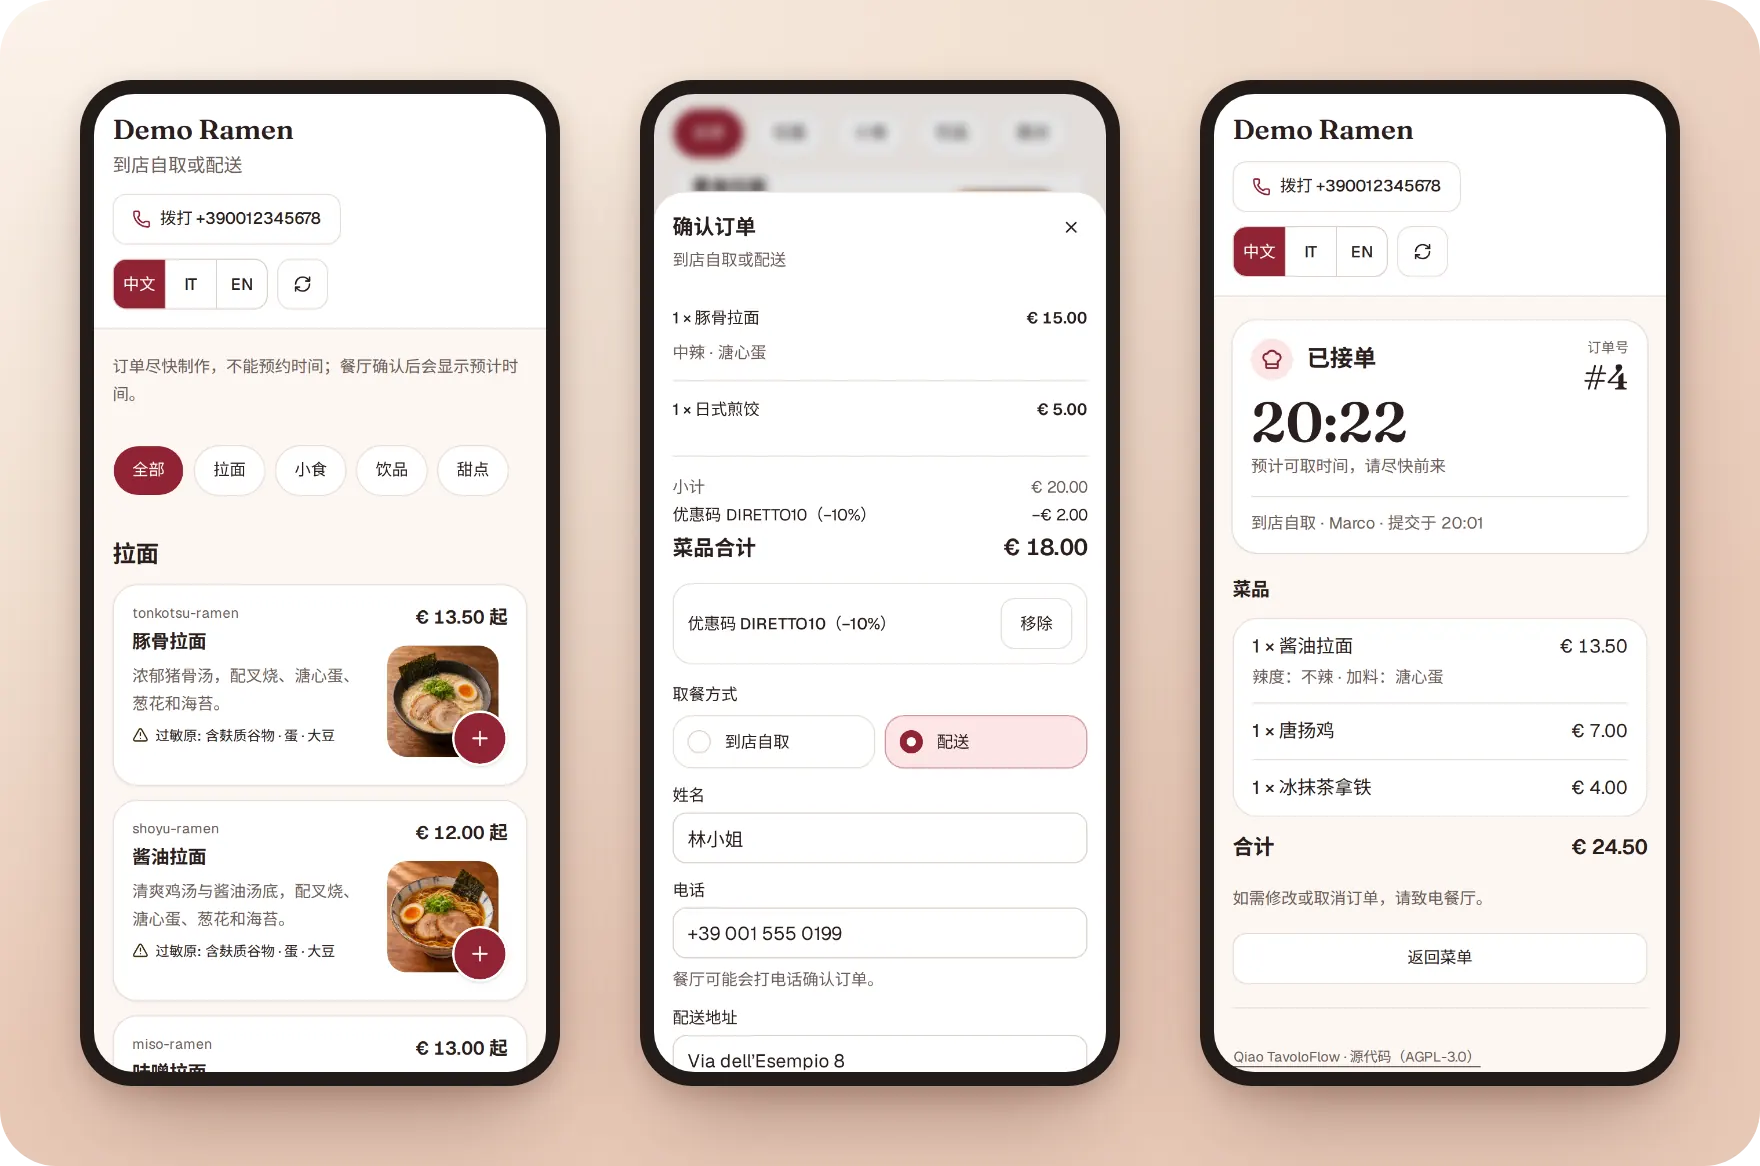 Demo Ramen
到店自取或配送
拨打 +390012345678
中文 IT EN
订单尽快制作，不能预约时间；餐厅确认后会显示预计时
间。
全部 拉面 小食 饮品 甜点
拉面
tonkotsu-ramen
€ 13.50 起
豚骨拉面
浓郁猪骨汤，配叉烧、溏心蛋、
葱花和海苔。
过敏原: 含麸质谷物 · 蛋 · 大豆
shoyu-ramen
€ 12.00 起
酱油拉面
清爽鸡汤与酱油汤底，配叉烧、
溏心蛋、葱花和海苔。
过敏原: 含麸质谷物 · 蛋 · 大豆
miso-ramen
€ 13.00 起
味噌拉面
确认订单
到店自取或配送
1 × 豚骨拉面 € 15.00
中辣 · 溏心蛋
1 × 日式煎饺 € 5.00
小计 € 20.00
优惠码 DIRETTO10（−10%） −€ 2.00
菜品合计 € 18.00
优惠码 DIRETTO10（−10%） 移除
取餐方式
到店自取 配送
姓名
林小姐
电话
+39 001 555 0199
餐厅可能会打电话确认订单。
配送地址
Via dell'Esempio 8
Demo Ramen
拨打 +390012345678
中文 IT EN
已接单
订单号
#4
20:22
预计可取时间，请尽快前来
到店自取 · Marco · 提交于 20:01
菜品
1 × 酱油拉面 € 13.50
辣度：不辣 · 加料：溏心蛋
1 × 唐扬鸡 € 7.00
1 × 冰抹茶拿铁 € 4.00
合计 € 24.50
如需修改或取消订单，请致电餐厅。
返回菜单
Qiao TavoloFlow · 源代码（AGPL-3.0）